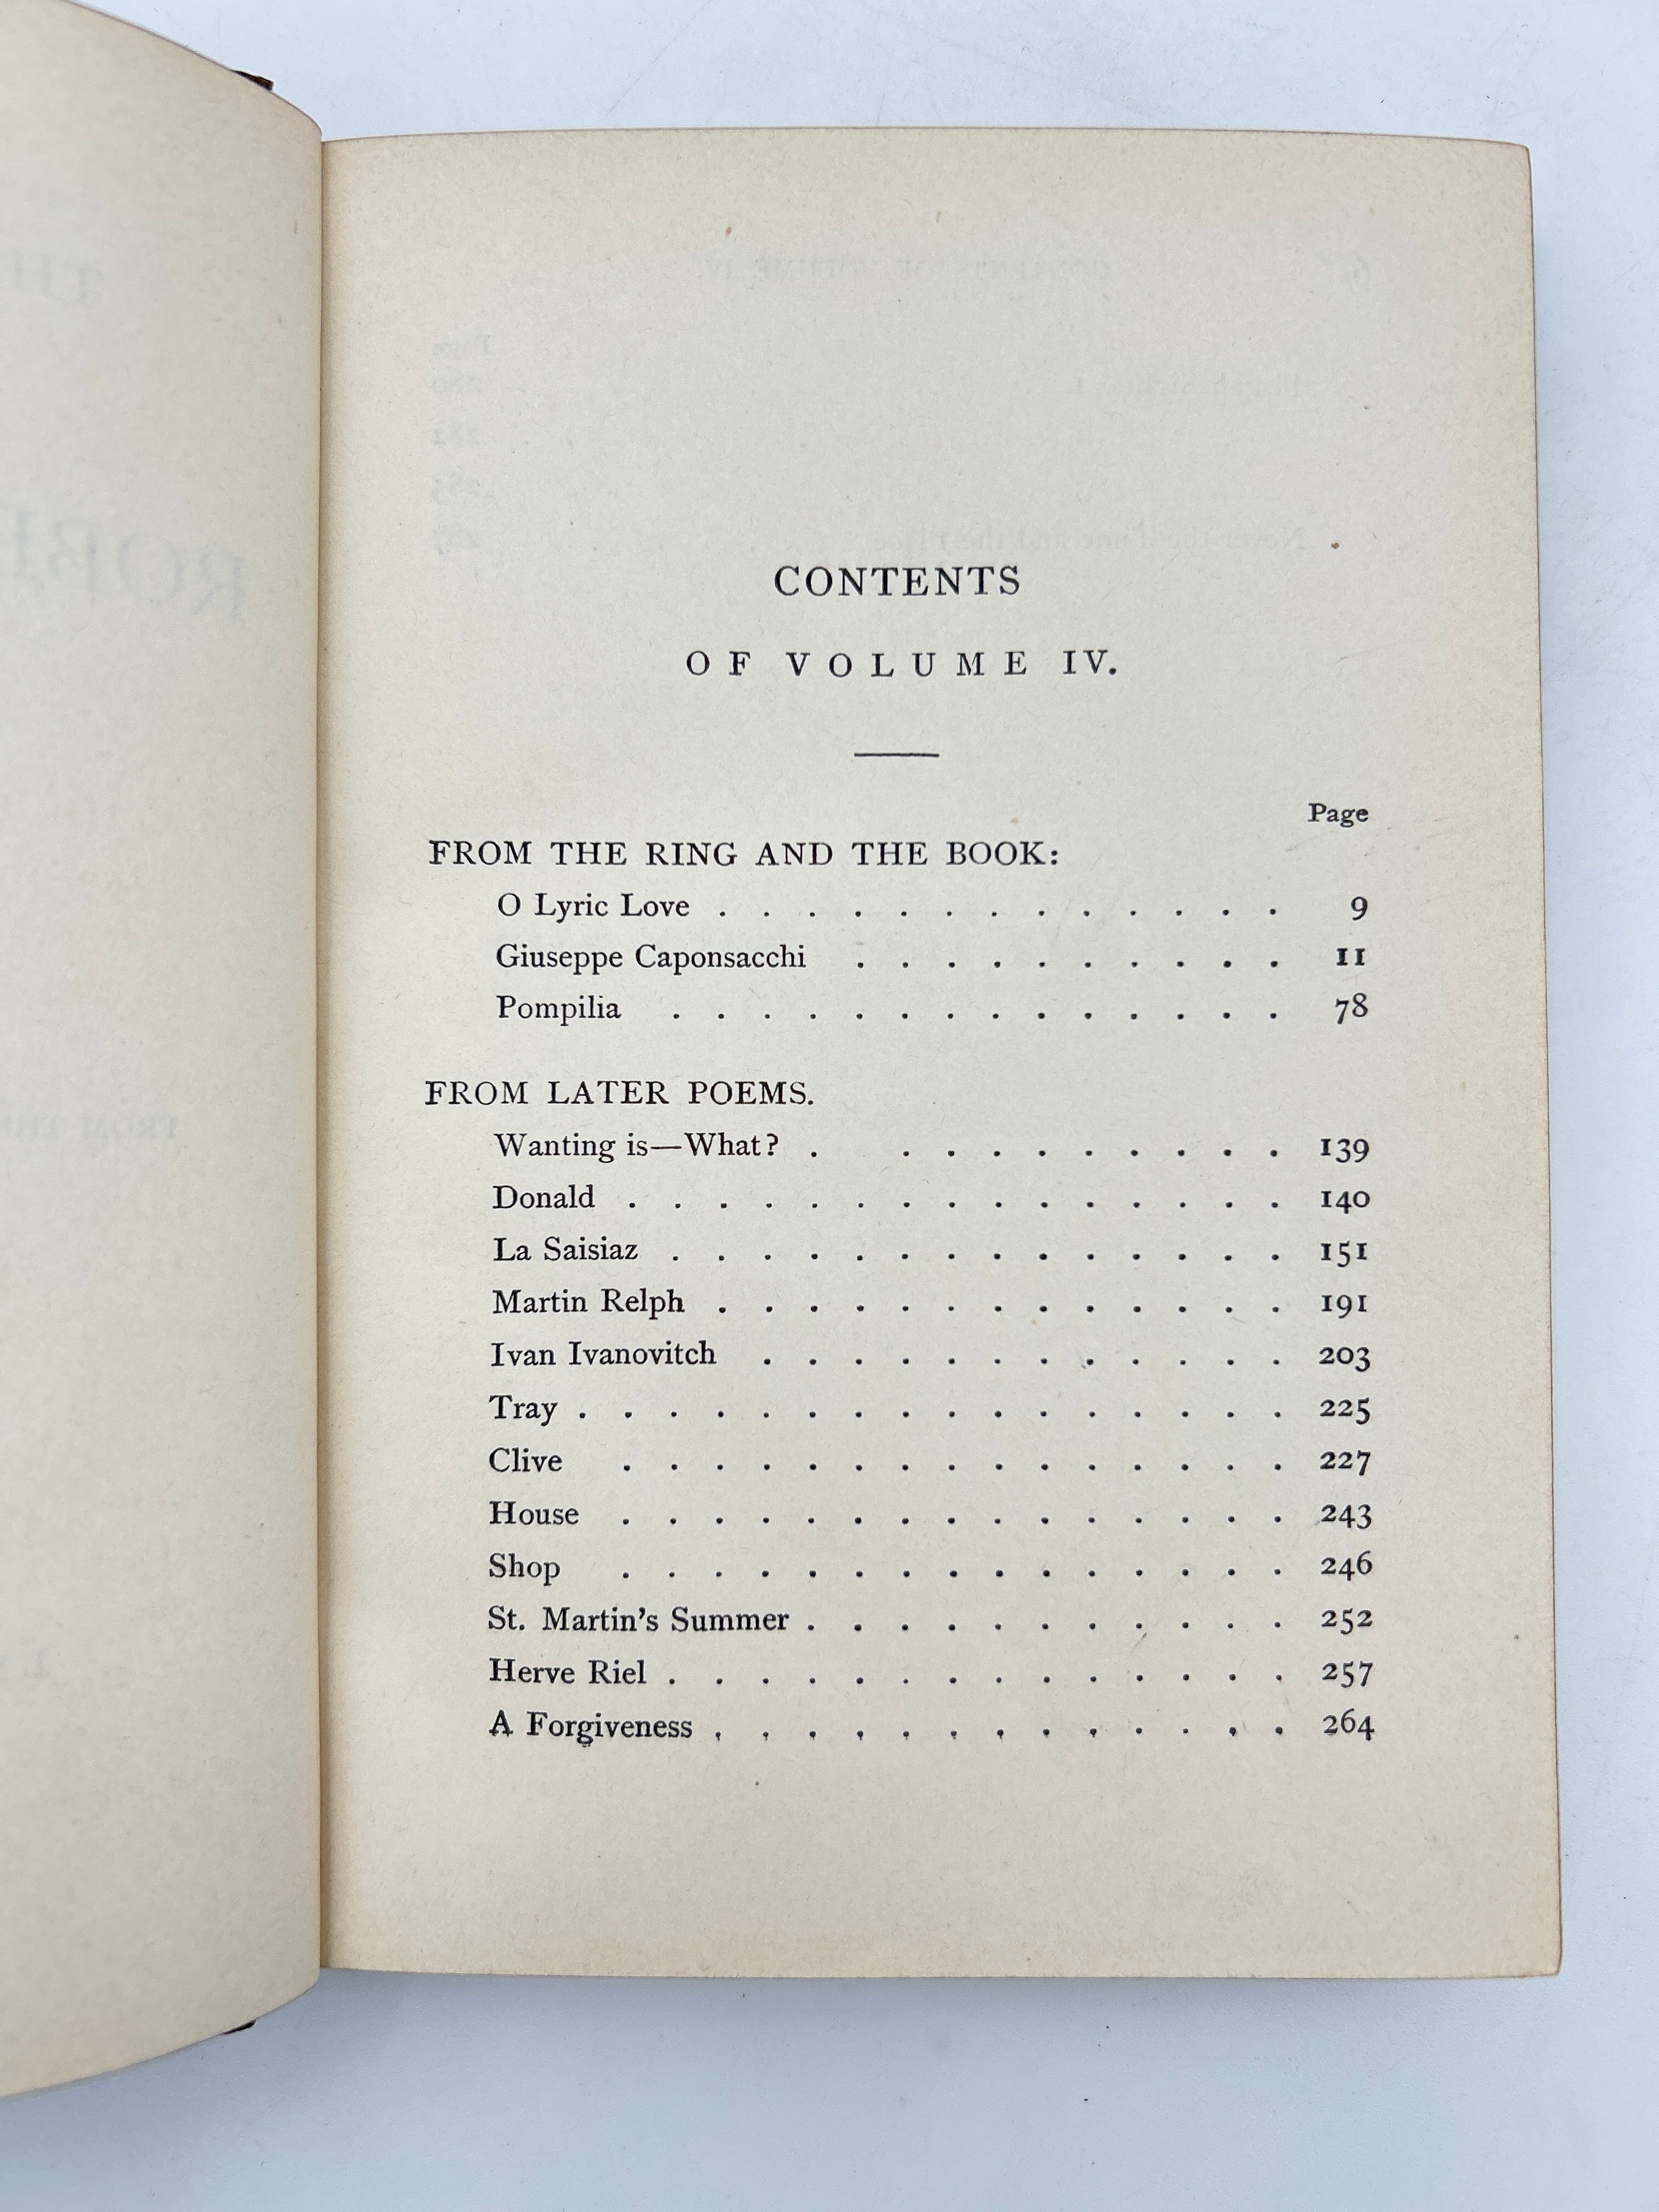 CONTENTS
OF VOLUME IV.
Page
FROM THE RING AND THE BOOK:
O Lyric Love . . . . . . . . . . . . . 9
Giuseppe Caponsacchi . . . . . . . . . . 11
Pompilia . . . . . . . . . . . . . . 78
FROM LATER POEMS.
Wanting is—What? . . . . . . . . . . 139
Donald . . . . . . . . . . . . . . . 140
La Saisiaz . . . . . . . . . . . . . . 151
Martin Relph . . . . . . . . . . . . . 191
Ivan Ivanovitch . . . . . . . . . . . . 203
Tray . . . . . . . . . . . . . . . . 225
Clive . . . . . . . . . . . . . . . 227
House . . . . . . . . . . . . . . . 243
Shop . . . . . . . . . . . . . . . 246
St. Martin's Summer . . . . . . . . . . . 252
Herve Riel . . . . . . . . . . . . . . 257
A Forgiveness . . . . . . . . . . . . . 264